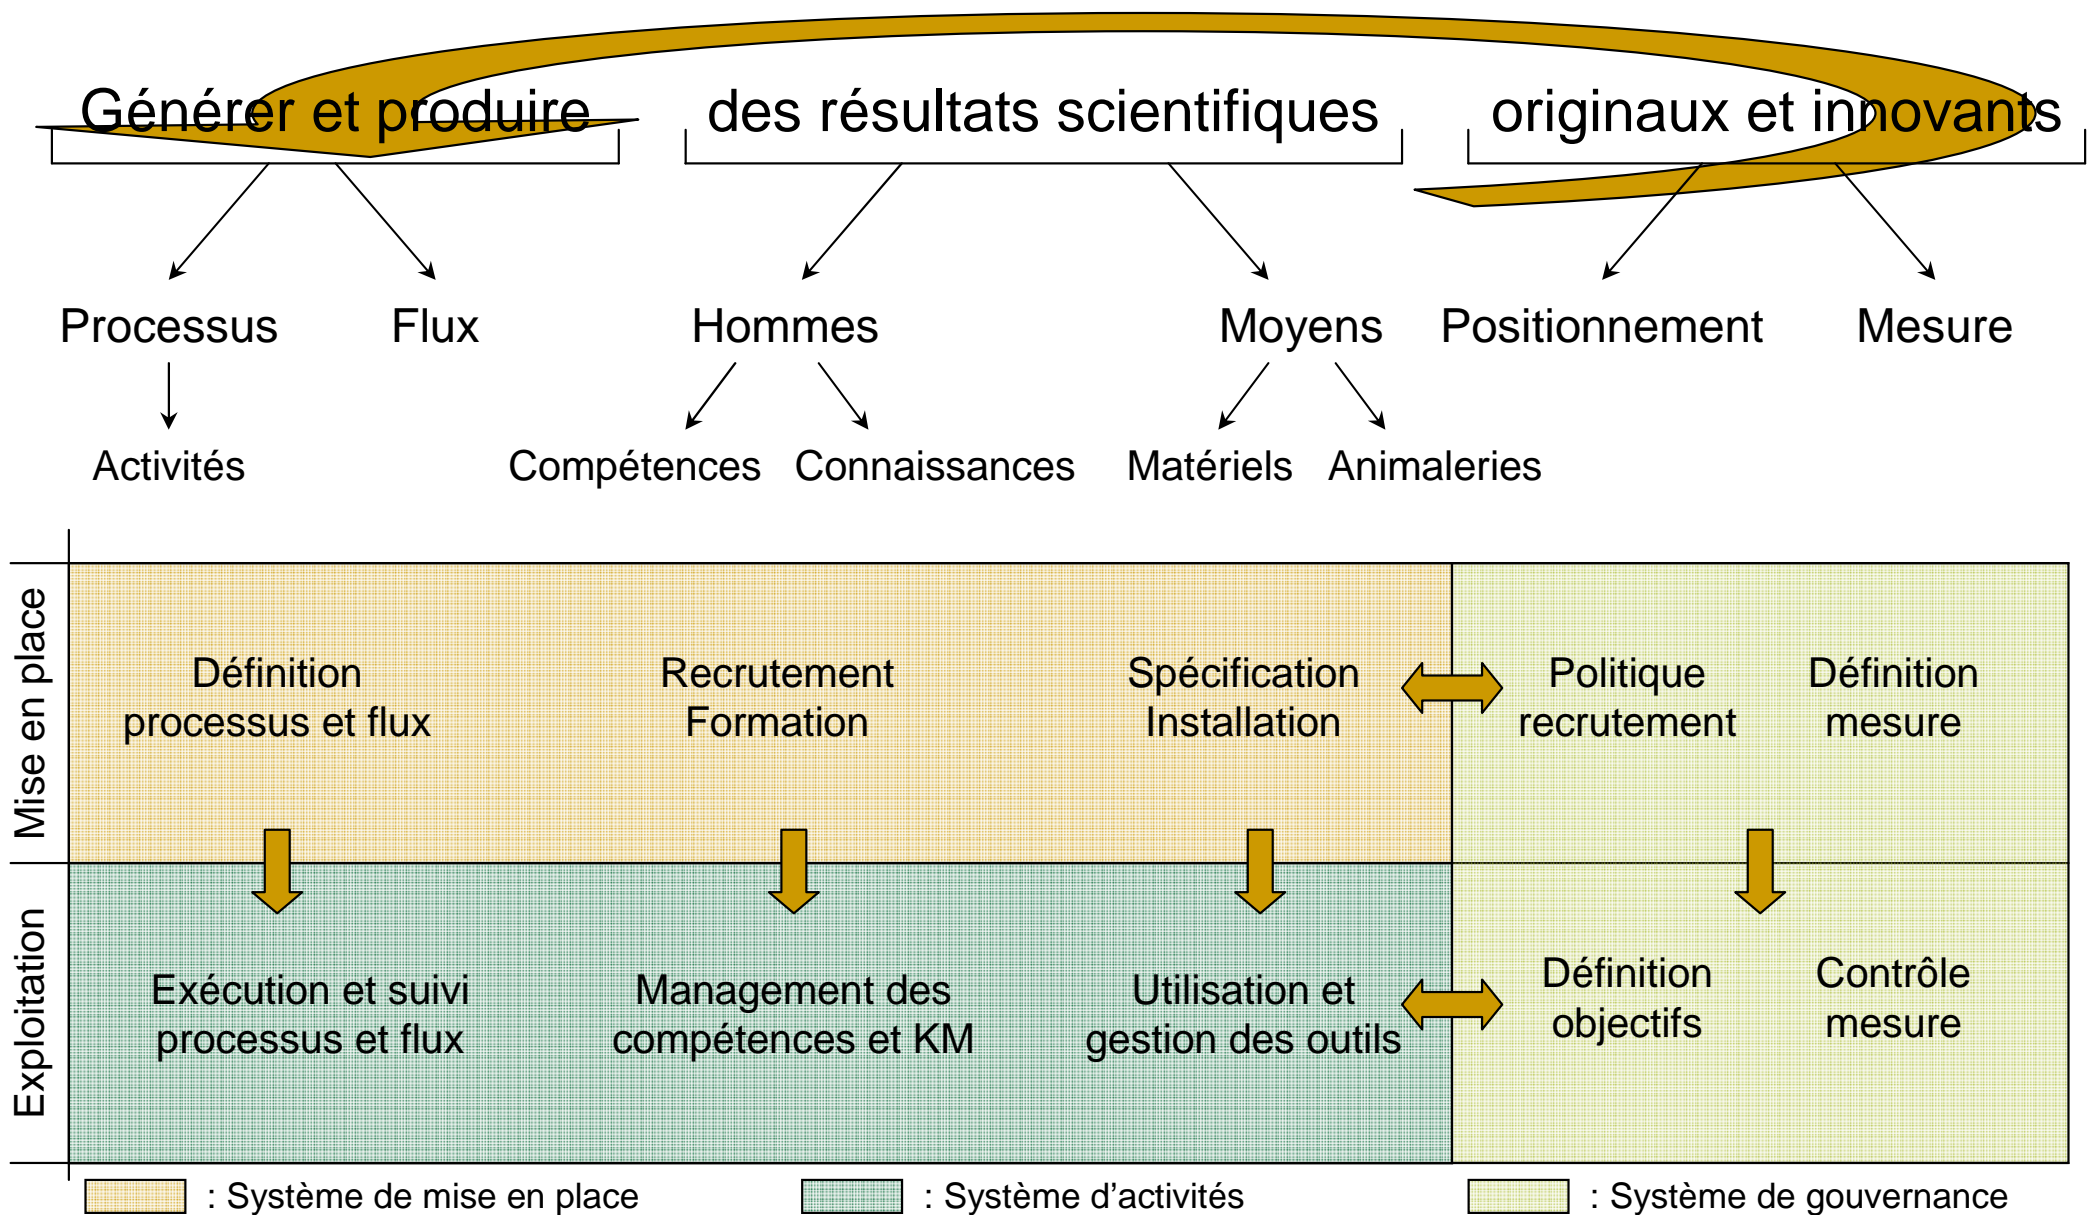 Générer et produire des résultats scientifiques originaux et innovants
Processus Flux Hommes Moyens Positionnement Mesure
Activités Compétences Connaissances Matériels Animaleries
Mise en place
Définition
processus et flux
Recrutement
Formation
Spécification
Installation
Politique
recrutement
Définition
mesure
Exploitation
Exécution et suivi
processus et flux
Management des
compétences et KM
Utilisation et
gestion des outils
Définition
objectifs
Contrôle
mesure
: Système de mise en place
: Système d’activités
: Système de gouvernance